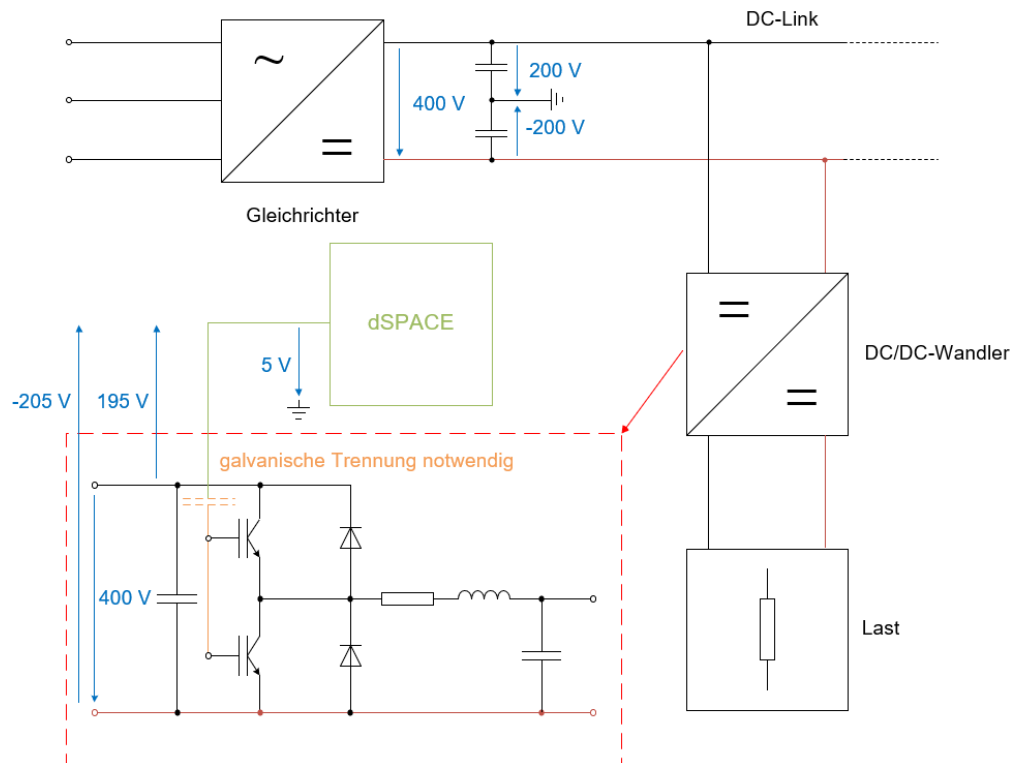 DC-Link
200 V
400 V
-200 V
Gleichrichter
dSPACE
5 V
DC/DC-Wandler
-205 V
195 V
galvanische Trennung notwendig
400 V
Last